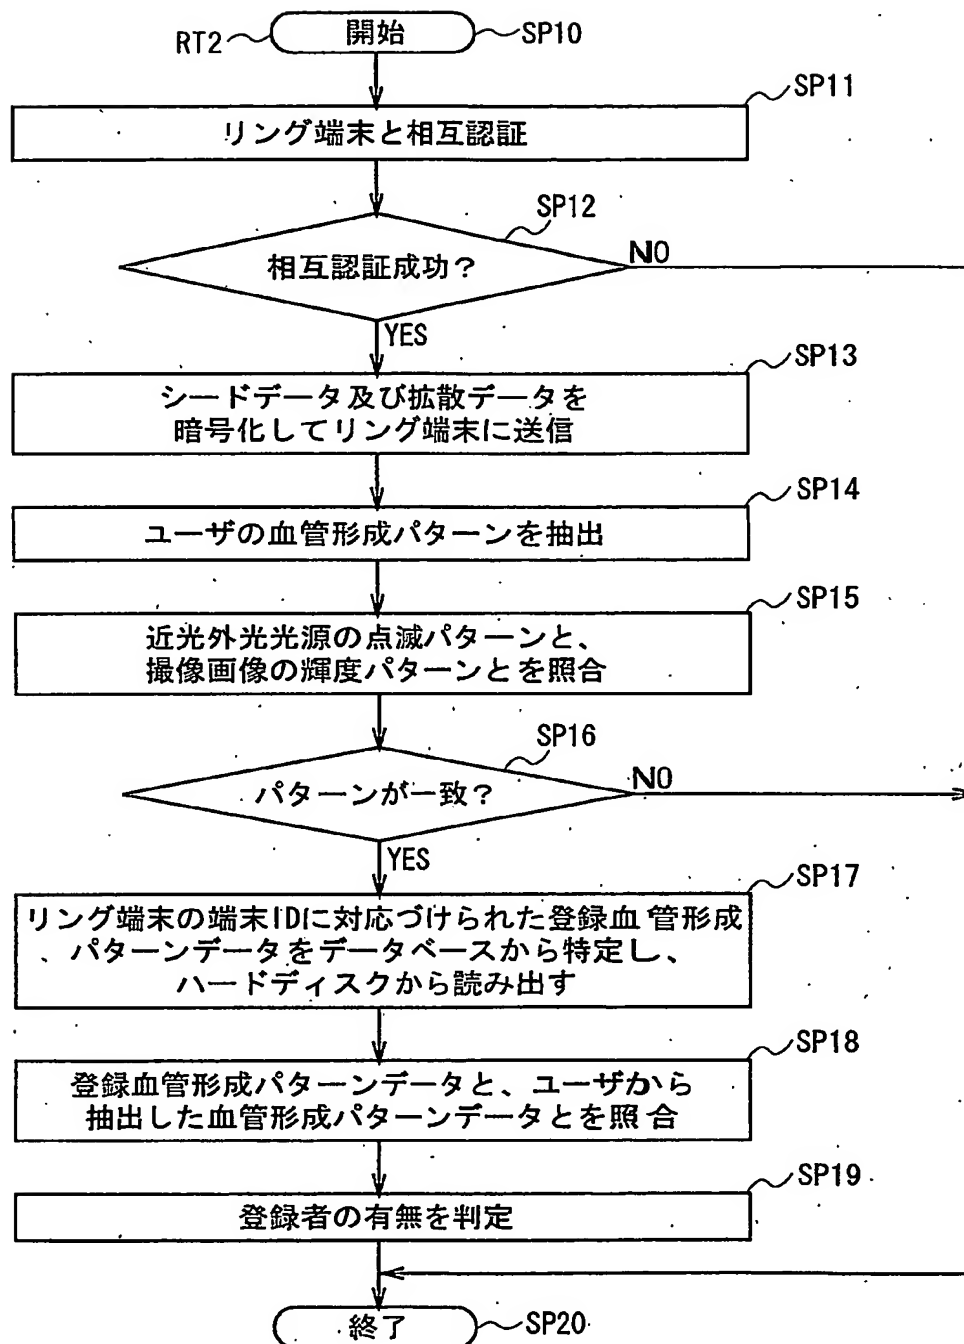 RT2 開始 SP10
SP11
リング端末と相互認証
SP12
相互認証成功?
NO
YES
SP13
シードデータ及び拡散データを
暗号化してリング端末に送信
SP14
ユーザの血管形成パターンを抽出
SP15
近光外光光源の点滅パターンと、
撮像画像の輝度パターンとを照合
SP16
パターンが一致?
NO
YES
SP17
リング端末の端末IDに対応づけられた登録血管形成
パターンデータをデータベースから特定し、
ハードディスクから読み出す
SP18
登録血管形成パターンデータと、ユーザから
抽出した血管形成パターンデータとを照合
SP19
登録者の有無を判定
終了 SP20